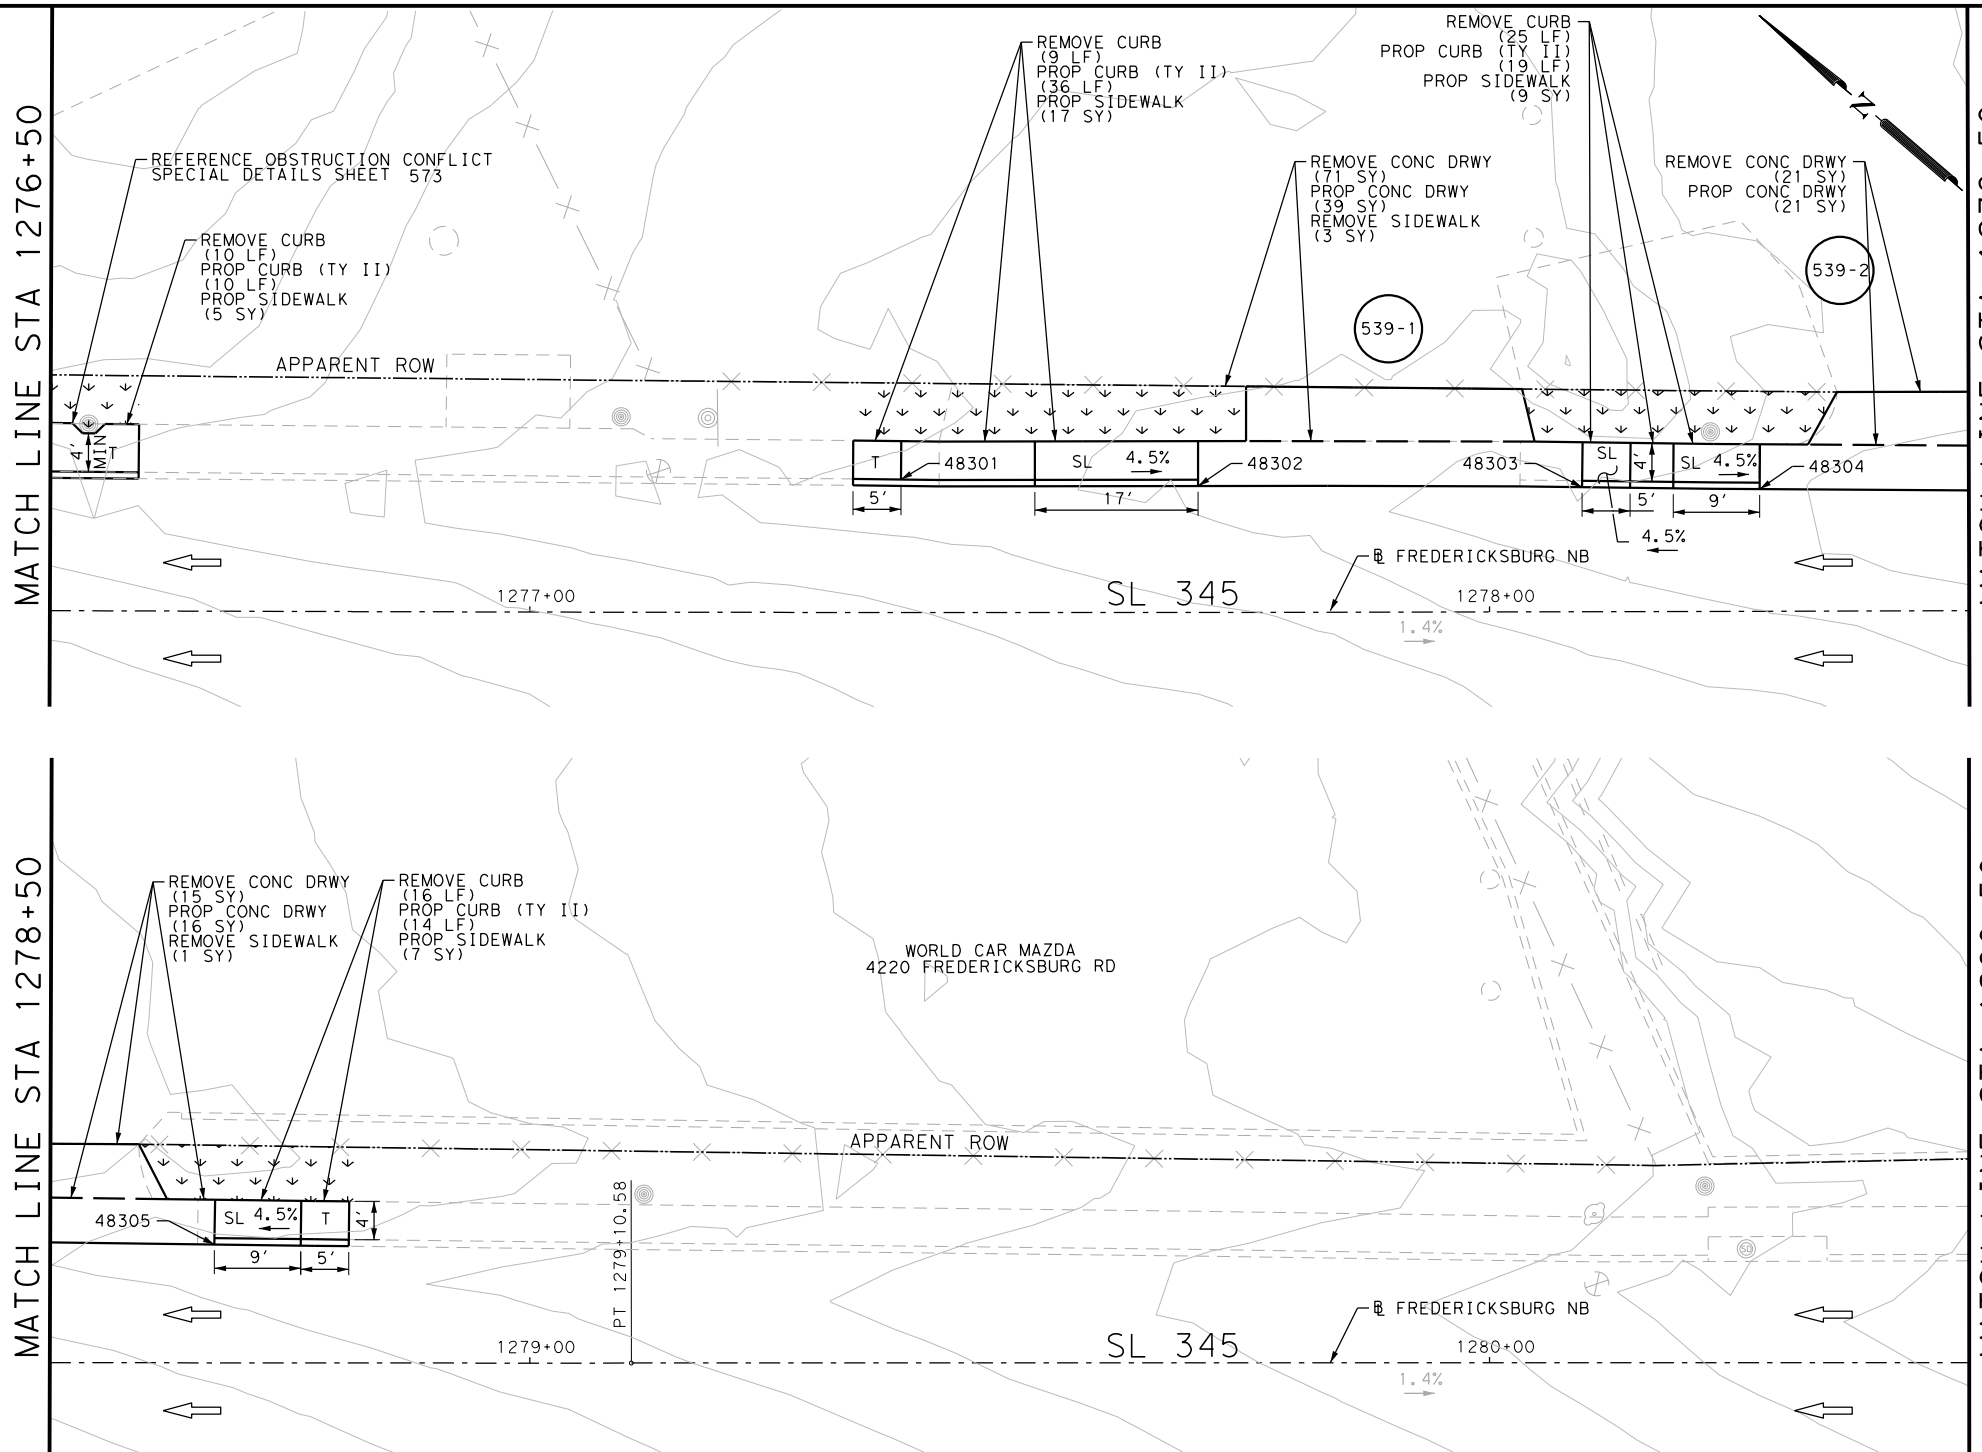 MATCH LINE STA 1276+50
REFERENCE OBSTRUCTION CONFLICT
SPECIAL DETAILS SHEET 573
REMOVE CURB
(10 LF)
PROP CURB (TY II)
(10 LF)
PROP SIDEWALK
(5 SY)
APPARENT ROW
4'
MIN
T
REMOVE CURB
(9 LF)
PROP CURB (TY II)
(36 LF)
PROP SIDEWALK
(17 SY)
REMOVE CURB
(25 LF)
PROP CURB (TY II)
(19 LF)
PROP SIDEWALK
(9 SY)
N
REMOVE CONC DRWY
(71 SY)
PROP CONC DRWY
(39 SY)
REMOVE SIDEWALK
(3 SY)
REMOVE CONC DRWY
(21 SY)
PROP CONC DRWY
(21 SY)
539-1
539-2
T
48301
SL 4.5%
48302
48303
SL
4'
SL 4.5%
48304
5'
17'
5'
9'
4.5%
℄ FREDERICKSBURG NB
1277+00
SL 345
1278+00
1.4%
MATCH LINE STA 1278+50
REMOVE CONC DRWY
(15 SY)
PROP CONC DRWY
(16 SY)
REMOVE SIDEWALK
(1 SY)
REMOVE CURB
(16 LF)
PROP CURB (TY II)
(14 LF)
PROP SIDEWALK
(7 SY)
WORLD CAR MAZDA
4220 FREDERICKSBURG RD
APPARENT ROW
48305
SL 4.5%
T
4'
9'
5'
PT 1279+10.58
SD
℄ FREDERICKSBURG NB
1279+00
SL 345
1280+00
1.4%